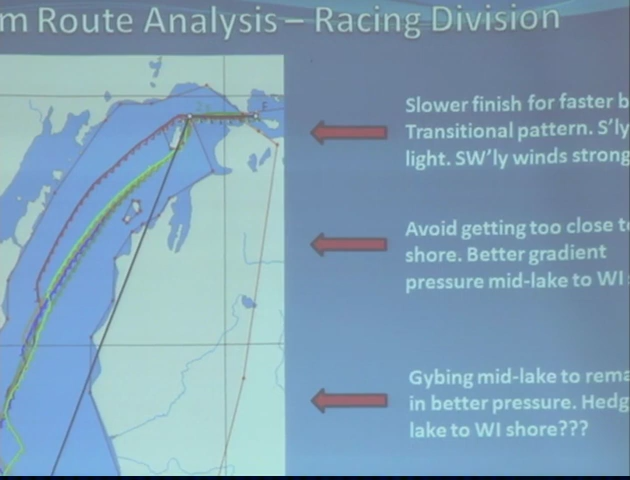 m Route Analysis – Racing Division
Slower finish for faster b
Transitional pattern. S'ly
light. SW'ly winds strong
Avoid getting too close t
shore. Better gradient
pressure mid-lake to WI
Gybing mid-lake to rema
in better pressure. Hedg
lake to WI shore???